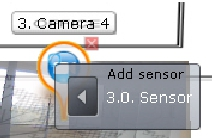 3. Camera 4
Add sensor
3.0. Sensor